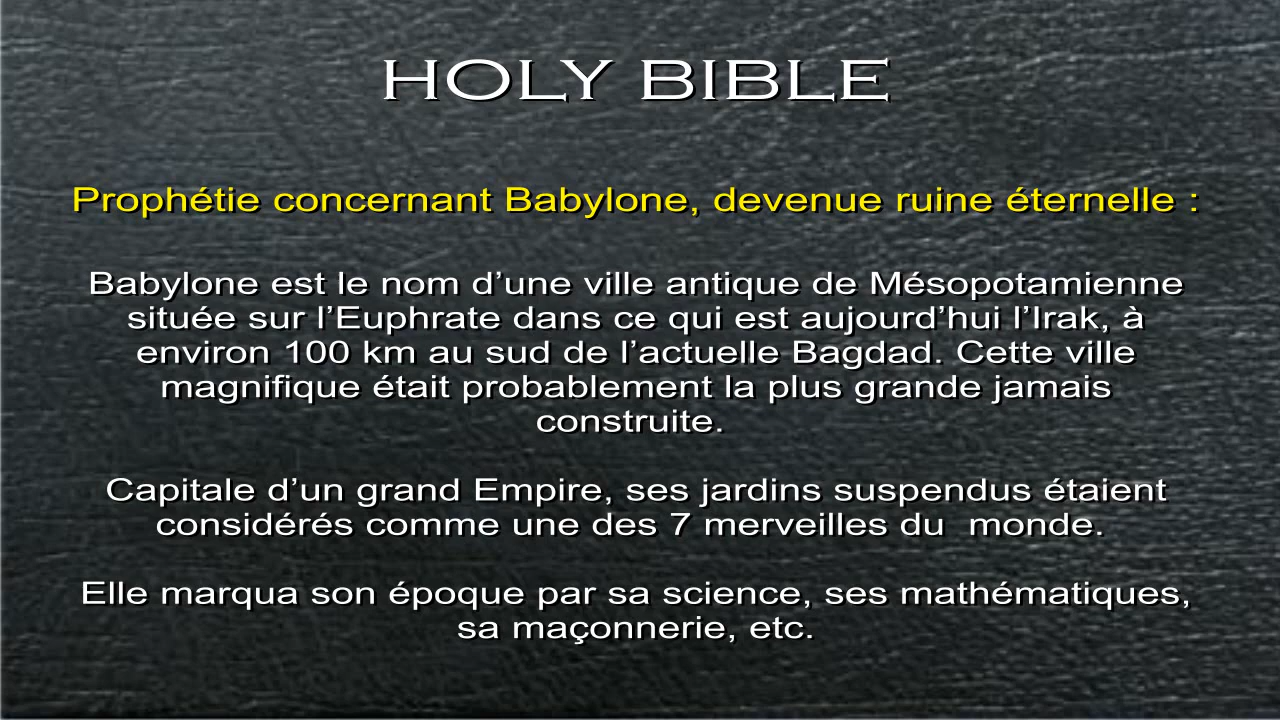 HOLY BIBLE
Prophétie concernant Babylone, devenue ruine éternelle :
Babylone est le nom d’une ville antique de Mésopotamienne
située sur l’Euphrate dans ce qui est aujourd’hui l’Irak, à
environ 100 km au sud de l’actuelle Bagdad. Cette ville
magnifique était probablement la plus grande jamais
construite.
Capitale d’un grand Empire, ses jardins suspendus étaient
considérés comme une des 7 merveilles du  monde.
Elle marqua son époque par sa science, ses mathématiques,
sa maçonnerie, etc.